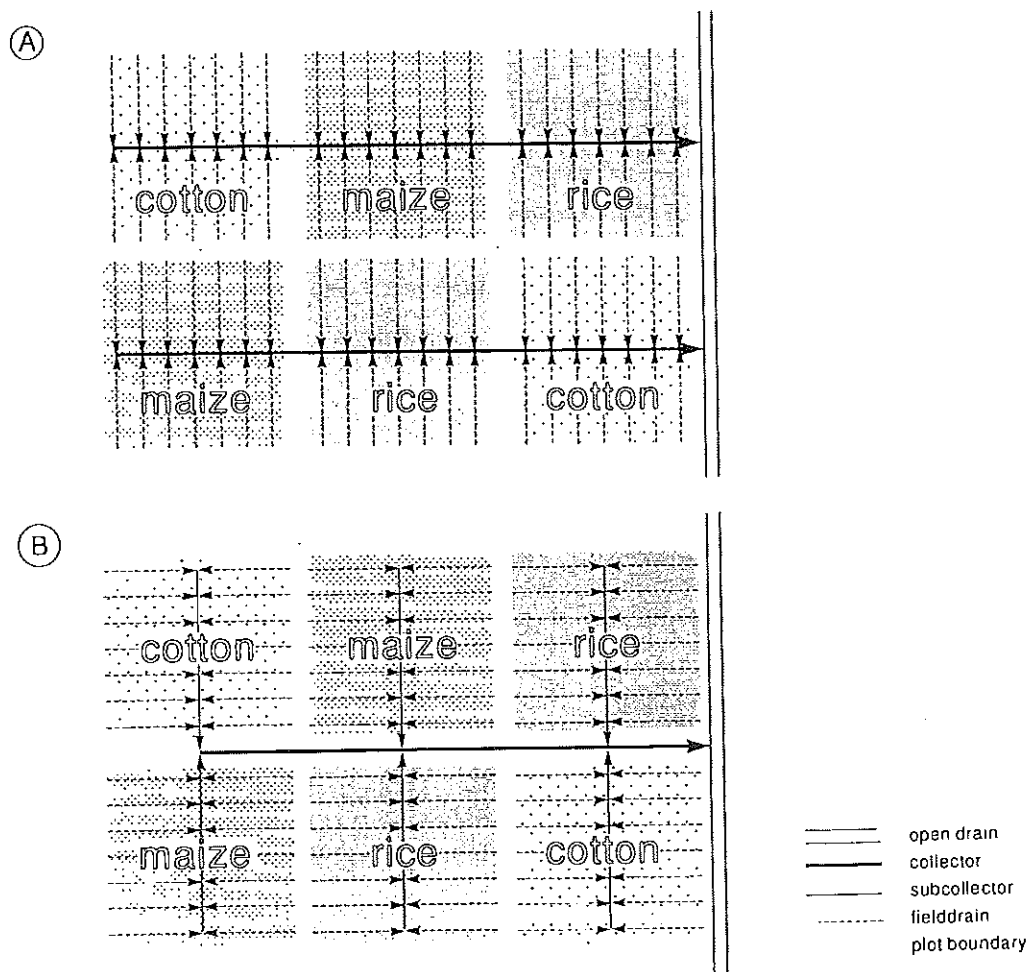 A
cotton maize rice
maize rice cotton
B
cotton maize rice
maize rice cotton
open drain
collector
subcollector
fielddrain
plot boundary